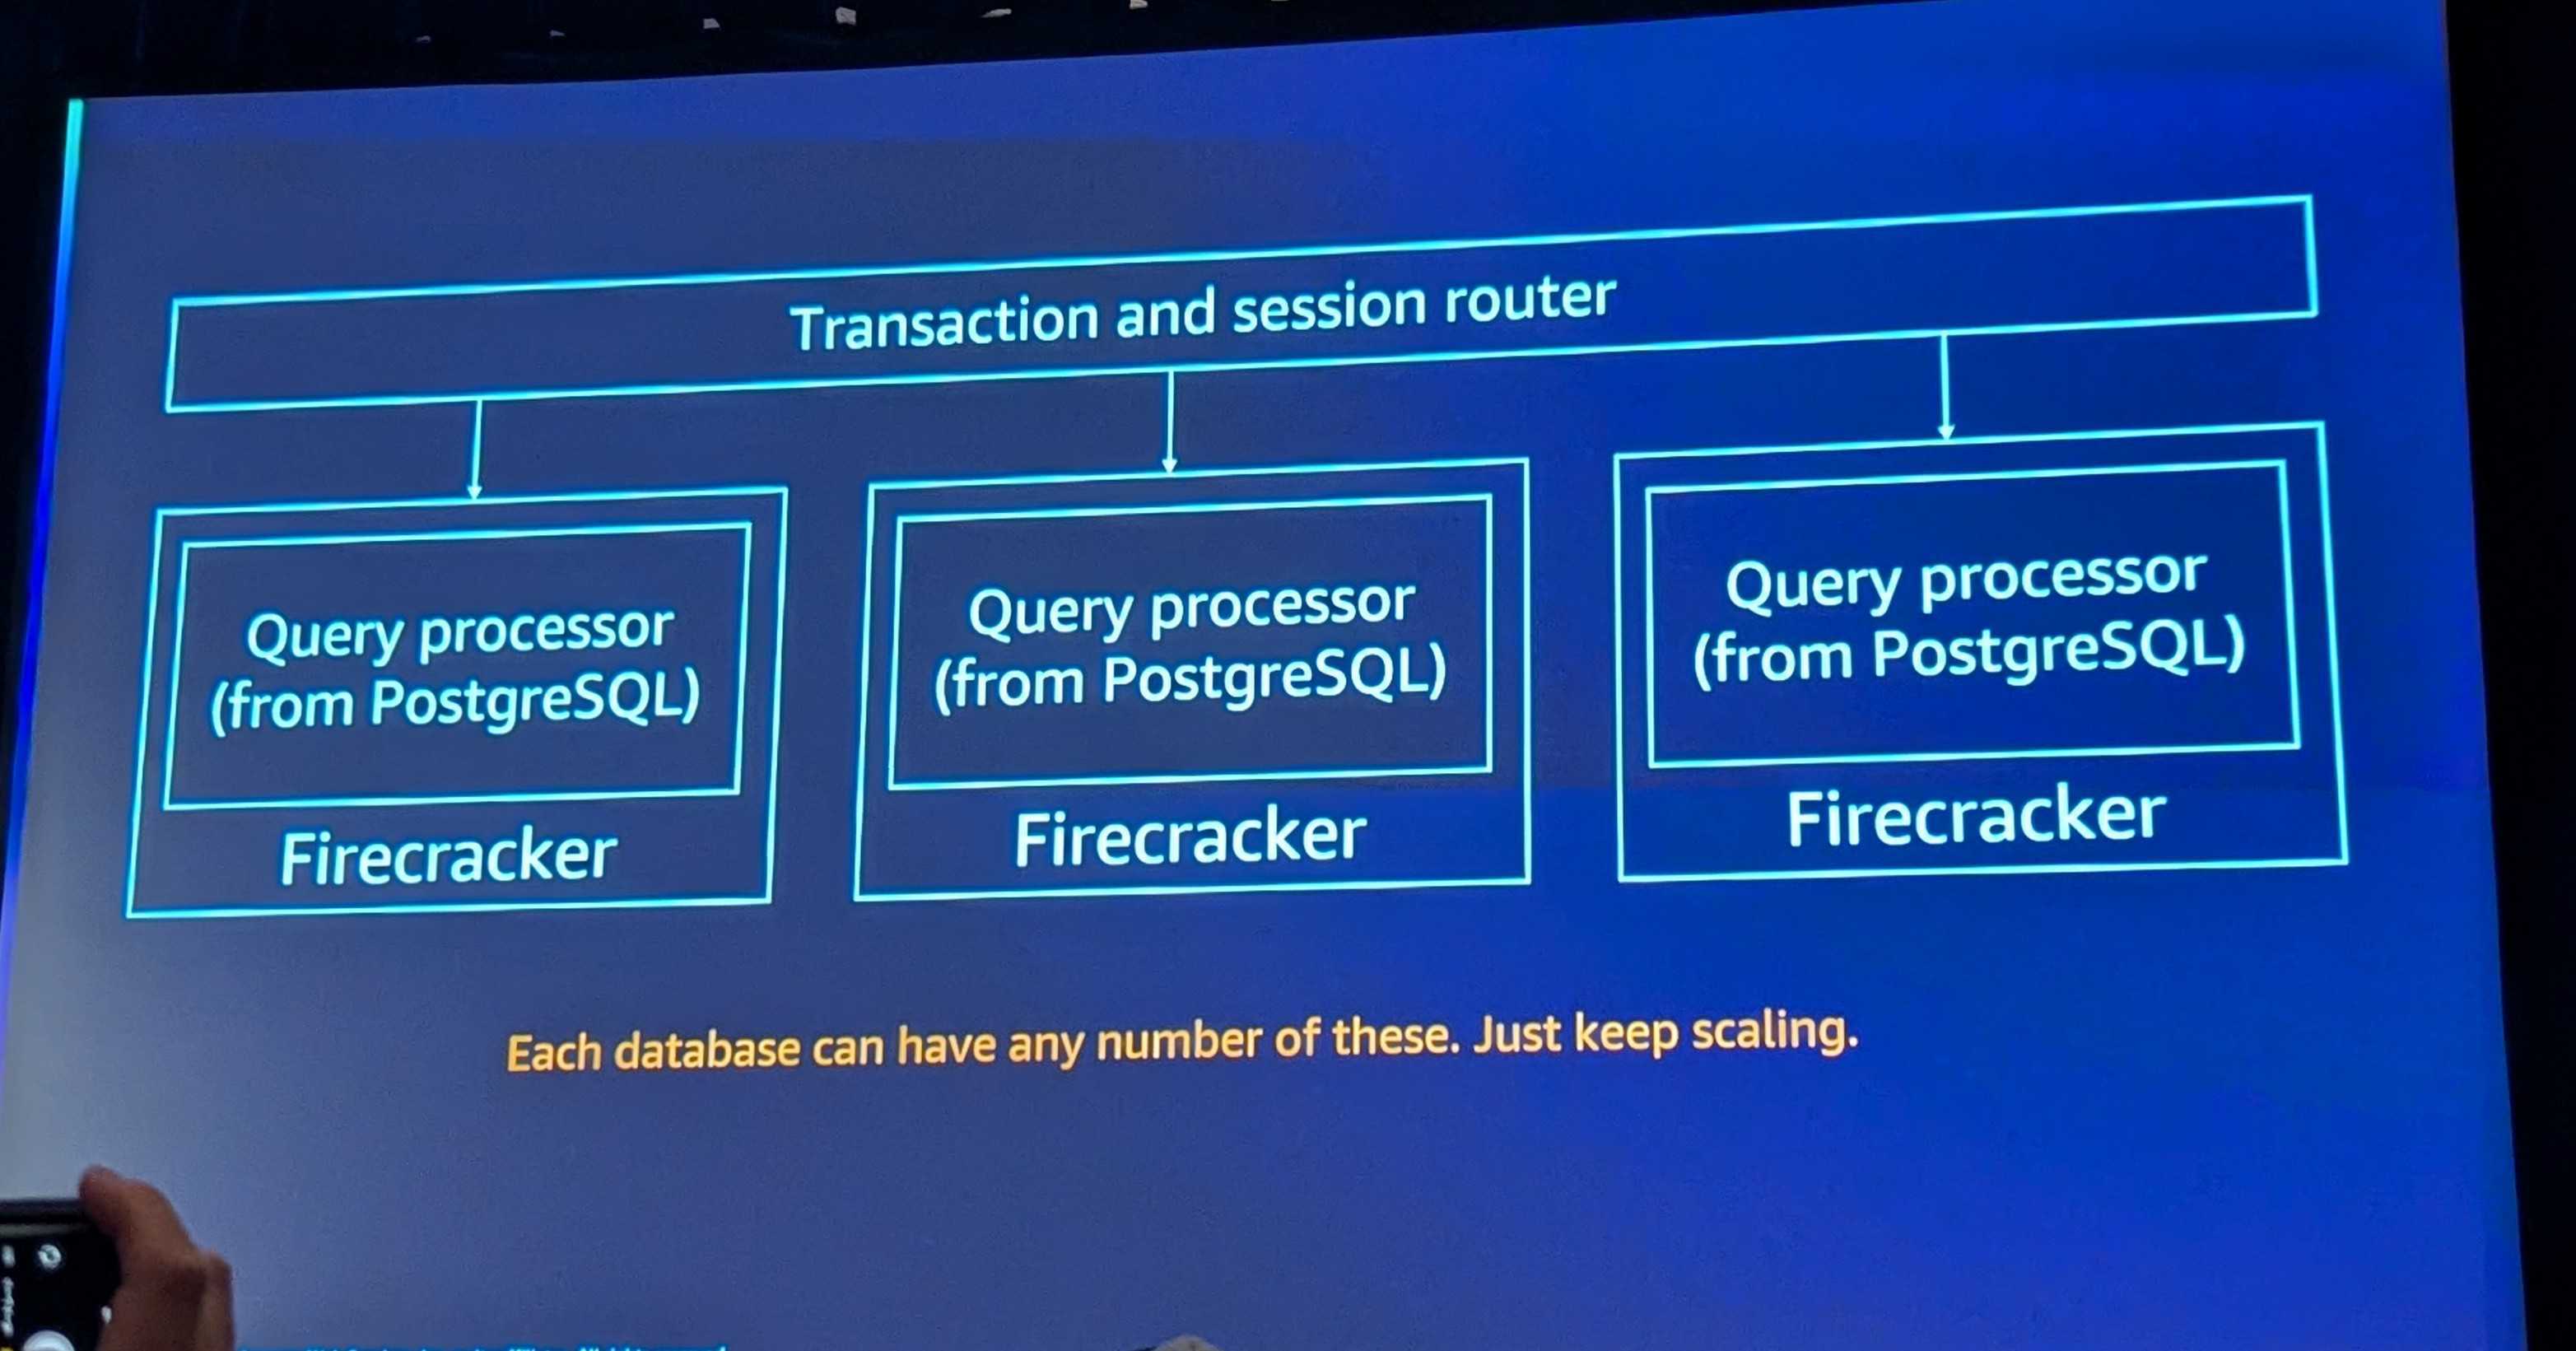 Transaction and session router
Query processor
(from PostgreSQL)
Firecracker
Query processor
(from PostgreSQL)
Firecracker
Query processor
(from PostgreSQL)
Firecracker
Each database can have any number of these. Just keep scaling.